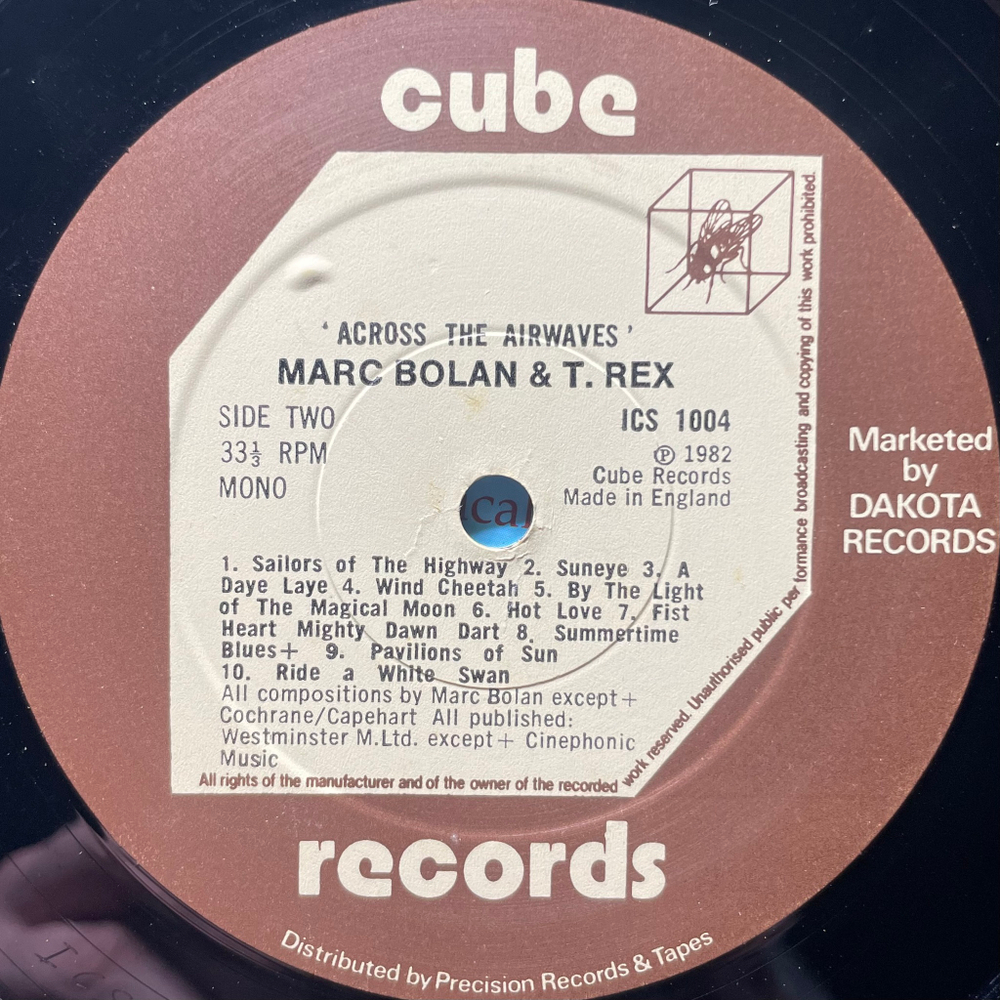 cube
' ACROSS THE AIRWAVES '
MARC BOLAN & T. REX
SIDE TWO
33⅓ RPM
MONO
ICS 1004
℗ 1982
Cube Records
Made in England
1. Sailors of The Highway 2. Suneye 3. A
Daye Laye 4. Wind Cheetah 5. By The Light
of The Magical Moon 6. Hot Love 7. Fist
Heart Mighty Dawn Dart 8. Summertime
Blues+ 9. Pavilions of Sun
10. Ride a White Swan
All compositions by Marc Bolan except+
Cochrane/Capehart All published:
Westminster M.Ltd. except+ Cinephonic
Music
All rights of the manufacturer and of the owner of the recorded work reserved. Unauthorised public performance broadcasting and copying of this work prohibited.
Marketed
by
DAKOTA
RECORDS
records
Distributed by Precision Records & Tapes